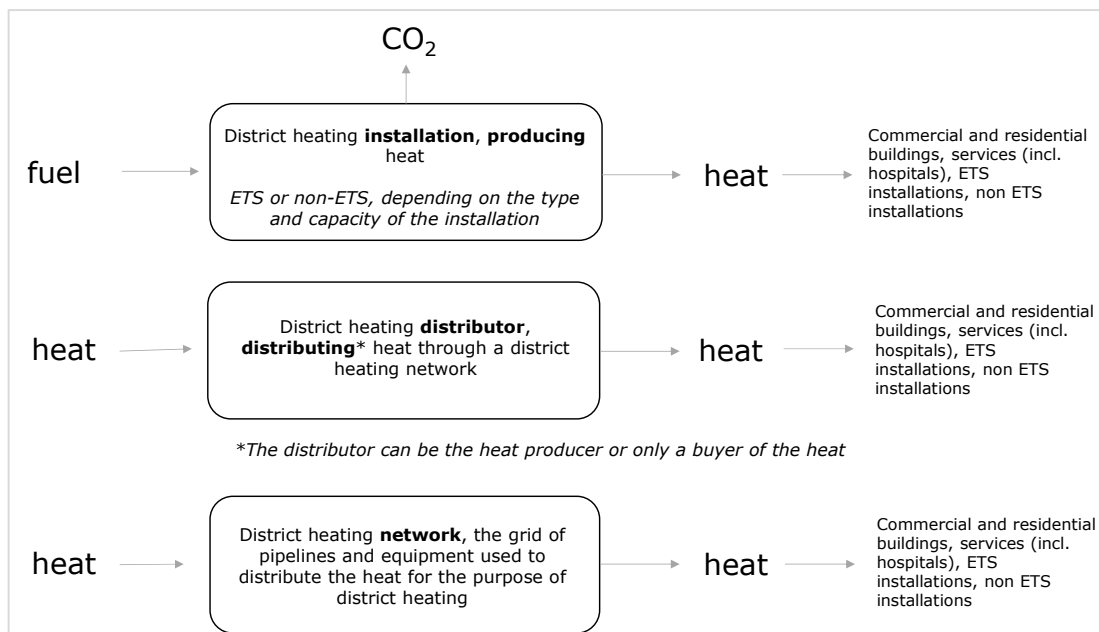 CO₂
fuel
District heating installation, producing
heat
ETS or non-ETS, depending on the type
and capacity of the installation
heat
Commercial and residential
buildings, services (incl.
hospitals), ETS
installations, non ETS
installations
heat
District heating distributor,
distributing* heat through a district
heating network
heat
Commercial and residential
buildings, services (incl.
hospitals), ETS
installations, non ETS
installations
*The distributor can be the heat producer or only a buyer of the heat
heat
District heating network, the grid of
pipelines and equipment used to
distribute the heat for the purpose of
district heating
heat
Commercial and residential
buildings, services (incl.
hospitals), ETS
installations, non ETS
installations